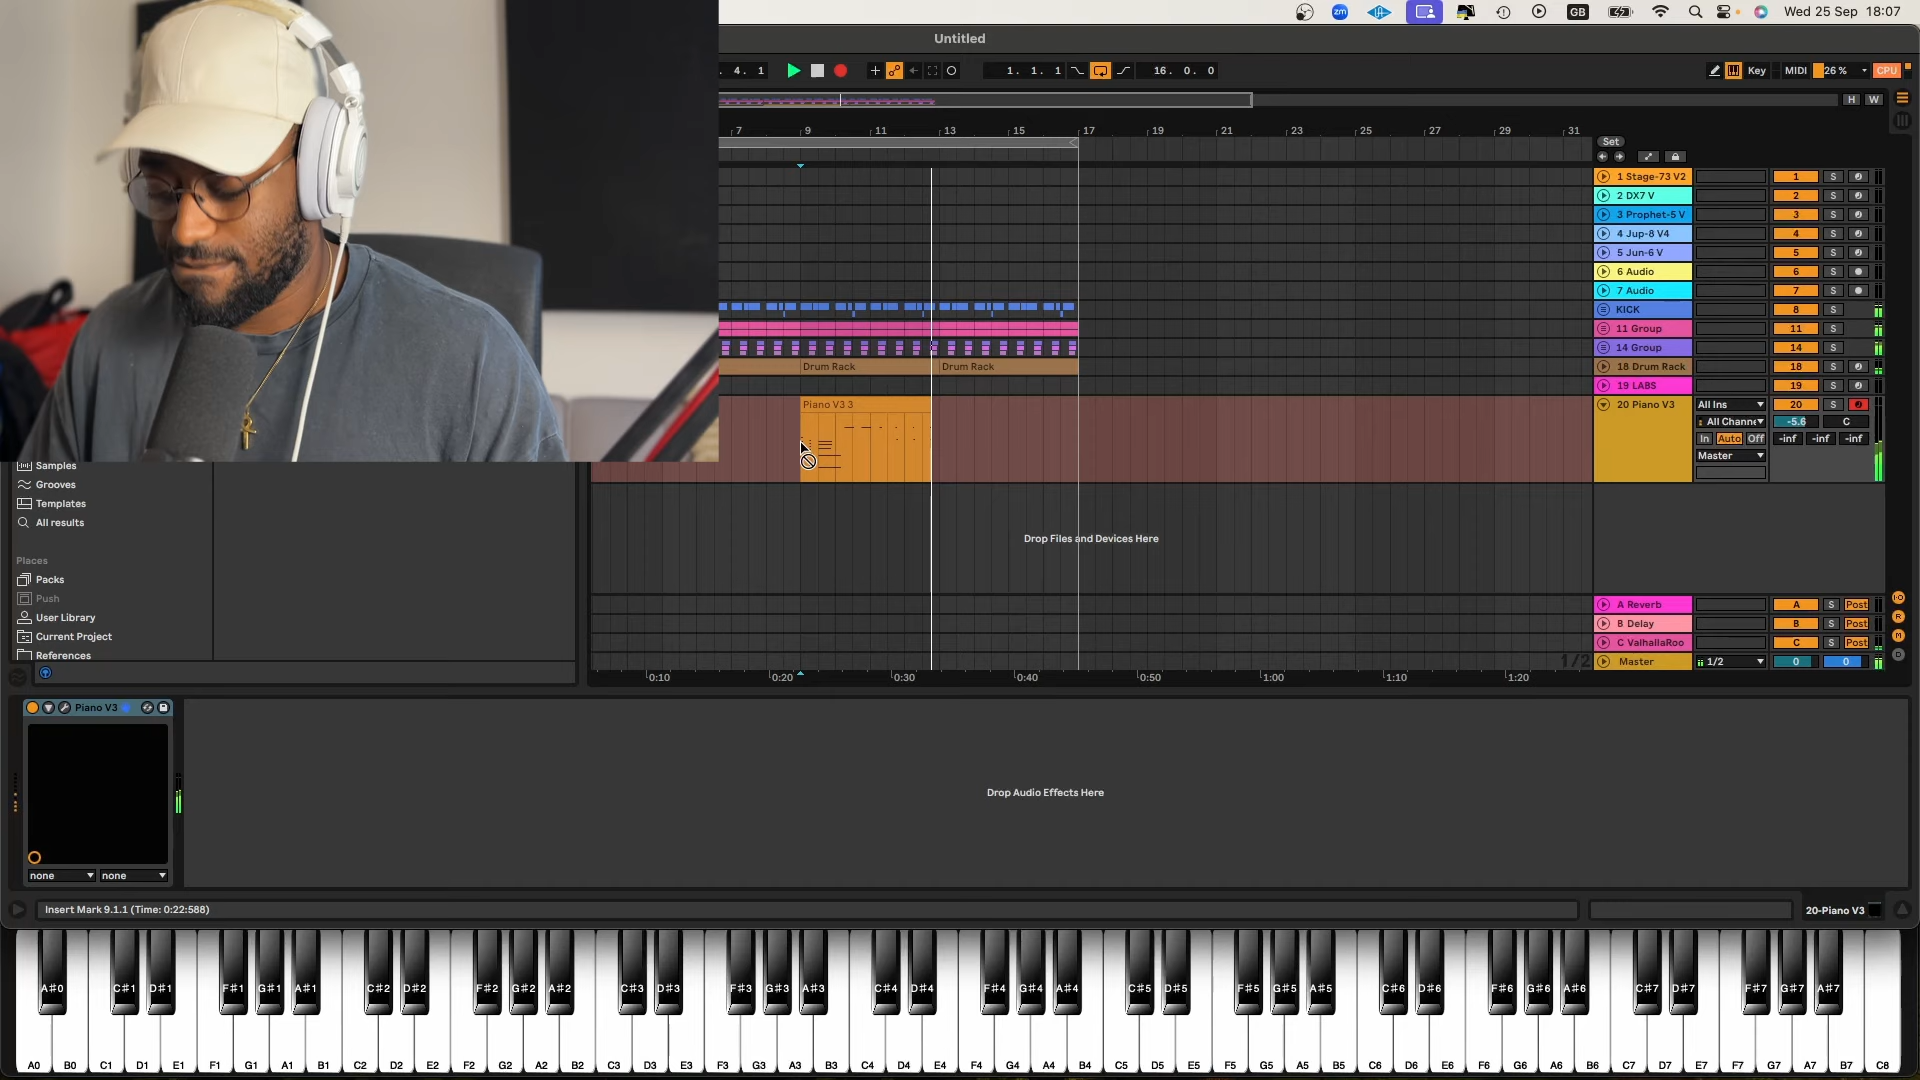 zm
GB
Wed 25 Sep 18:07
Untitled
. 4. 1
1. 1. 1
16. 0. 0
Key
MIDI
26 %
CPU
H
W
7
9
11
13
15
17
19
21
23
25
27
29
31
Set
1 Stage-73 V2
1
S
2 DX7 V
2
S
3 Prophet-5 V
3
S
4 Jup-8 V4
4
S
5 Jun-6 V
5
S
6 Audio
6
S
7 Audio
7
S
KICK
8
S
11 Group
11
S
14 Group
14
S
Drum Rack
Drum Rack
18 Drum Rack
18
S
19 LABS
19
S
Piano V3 3
20 Piano V3
All Ins
20
S
All Channe
-5.6
C
In
Auto
Off
-inf
-inf
-inf
Master
Samples
Grooves
Templates
All results
Places
Packs
Push
User Library
Current Project
References
Drop Files and Devices Here
A Reverb
A
S
Post
B Delay
B
S
Post
C ValhallaRoo
C
S
Post
1/2
Master
1/2
0
0
0:10
0:20
0:30
0:40
0:50
1:00
1:10
1:20
Piano V3
none
none
Drop Audio Effects Here
Insert Mark 9.1.1 (Time: 0:22:588)
20-Piano V3
A#0
C#1
D#1
F#1
G#1
A#1
C#2
D#2
F#2
G#2
A#2
C#3
D#3
F#3
G#3
A#3
C#4
D#4
F#4
G#4
A#4
C#5
D#5
F#5
G#5
A#5
C#6
D#6
F#6
G#6
A#6
C#7
D#7
F#7
G#7
A#7
A0
B0
C1
D1
E1
F1
G1
A1
B1
C2
D2
E2
F2
G2
A2
B2
C3
D3
E3
F3
G3
A3
B3
C4
D4
E4
F4
G4
A4
B4
C5
D5
E5
F5
G5
A5
B5
C6
D6
E6
F6
G6
A6
B6
C7
D7
E7
F7
G7
A7
B7
C8